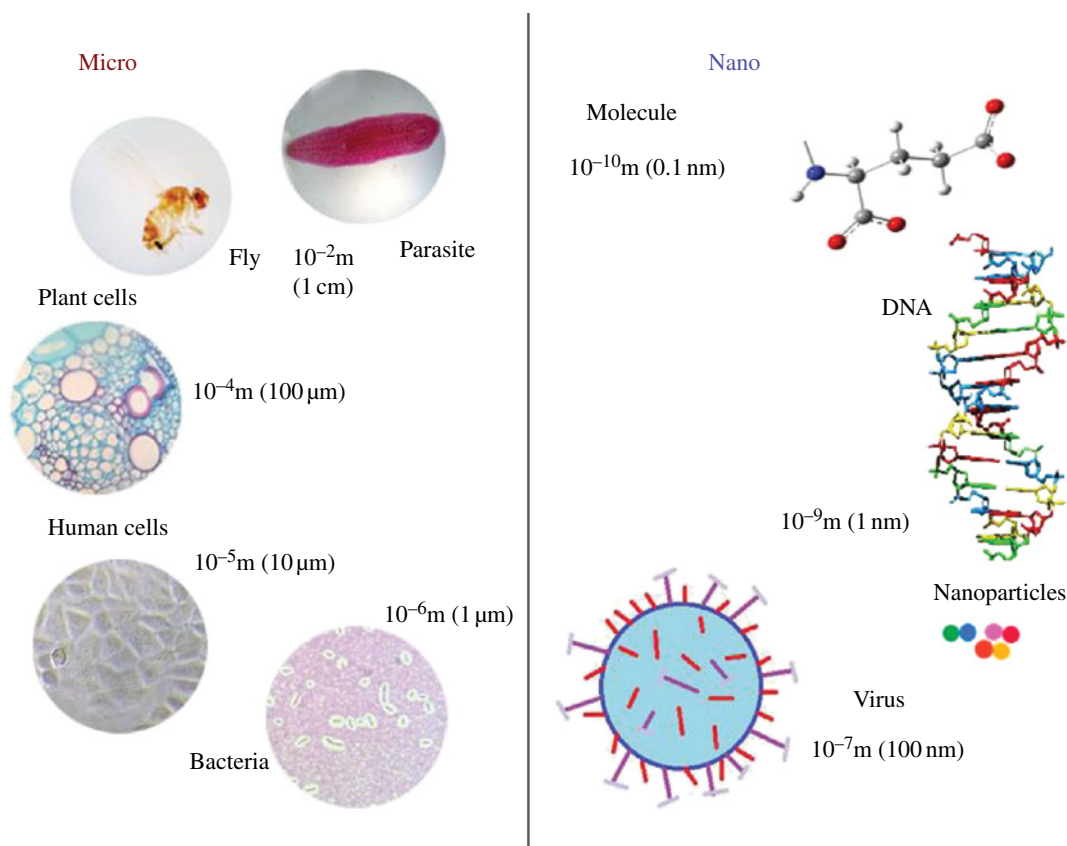 Micro
Fly
10⁻²m
(1 cm)
Parasite
Plant cells
10⁻⁴m (100 μm)
Human cells
10⁻⁵m (10 μm)
10⁻⁶m (1 μm)
Bacteria
Nano
Molecule
10⁻¹⁰m (0.1 nm)
DNA
10⁻⁹m (1 nm)
Nanoparticles
Virus
10⁻⁷m (100 nm)